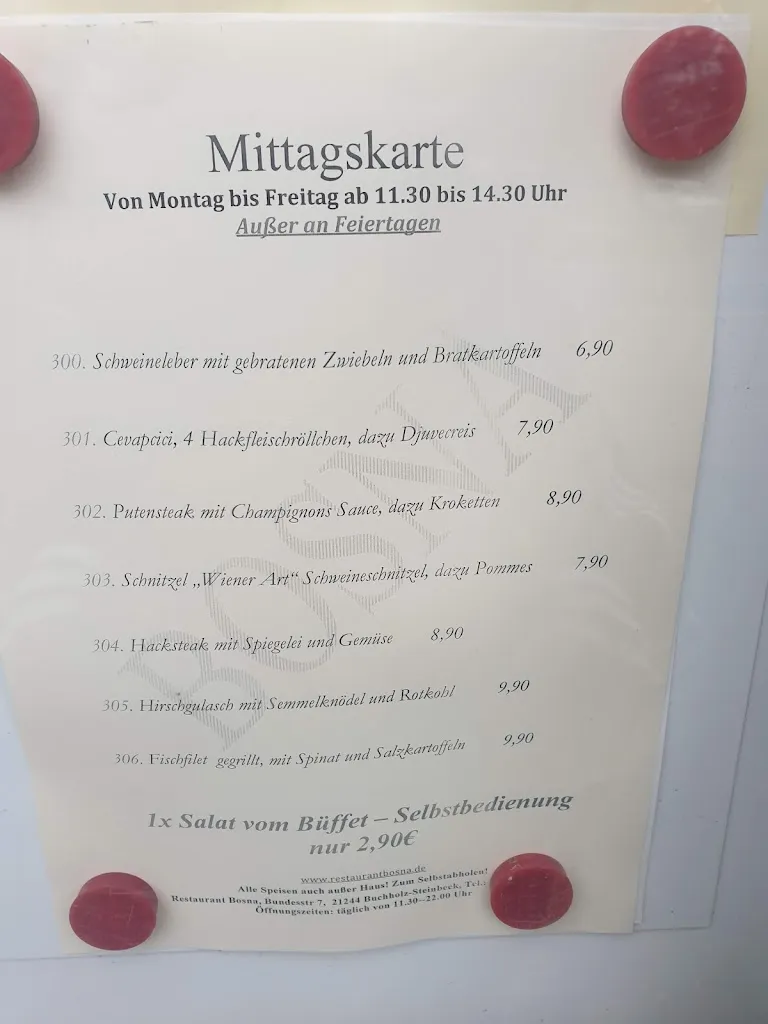 Mittagskarte
Von Montag bis Freitag ab 11.30 bis 14.30 Uhr
Außer an Feiertagen
300. Schweineleber mit gebratenen Zwiebeln und Bratkartoffeln 6,90
301. Cevapcici, 4 Hackfleischröllchen, dazu Djuvecreis 7,90
302. Putensteak mit Champignons Sauce, dazu Kroketten 8,90
303. Schnitzel „Wiener Art“ Schweineschnitzel, dazu Pommes 7,90
304. Hacksteak mit Spiegelei und Gemüse 8,90
305. Hirschgulasch mit Semmelknödel und Rotkohl 9,90
306. Fischfilet gegrillt, mit Spinat und Salzkartoffeln 9,90
BOSNA
1x Salat vom Büffet – Selbstbedienung
nur 2,90€
www.restaurantbosna.de
Alle Speisen auch außer Haus! Zum Selbstabholen!
Restaurant Bosna, Bundesstr 7, 21244 Buchholz-Steinbeck, Tel.:
Öffnungszeiten: täglich von 11.30–22.00 Uhr